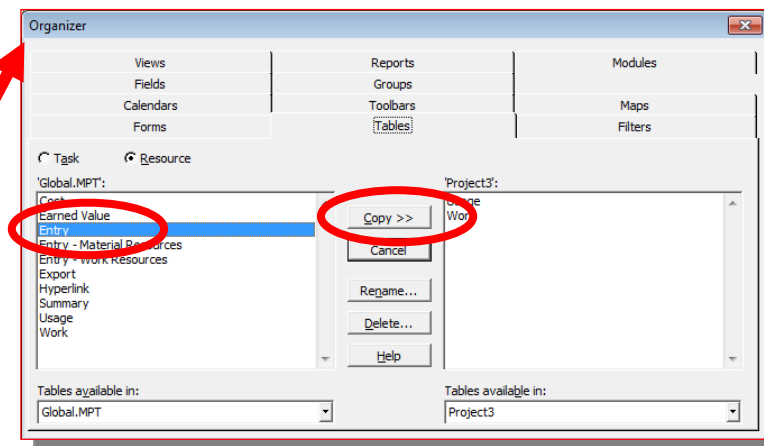 Organizer
Views Reports Modules
Fields Groups
Calendars Toolbars Maps
Forms Tables Filters
Task Resource
'Global.MPT': 'Project3':
Cost
Earned Value
Entry
Entry - Material Resources
Entry - Work Resources
Export
Hyperlink
Summary
Usage
Work
Copy >>
Cancel
Rename...
Delete...
Help
Usage
Work
Tables available in: Tables available in:
Global.MPT Project3